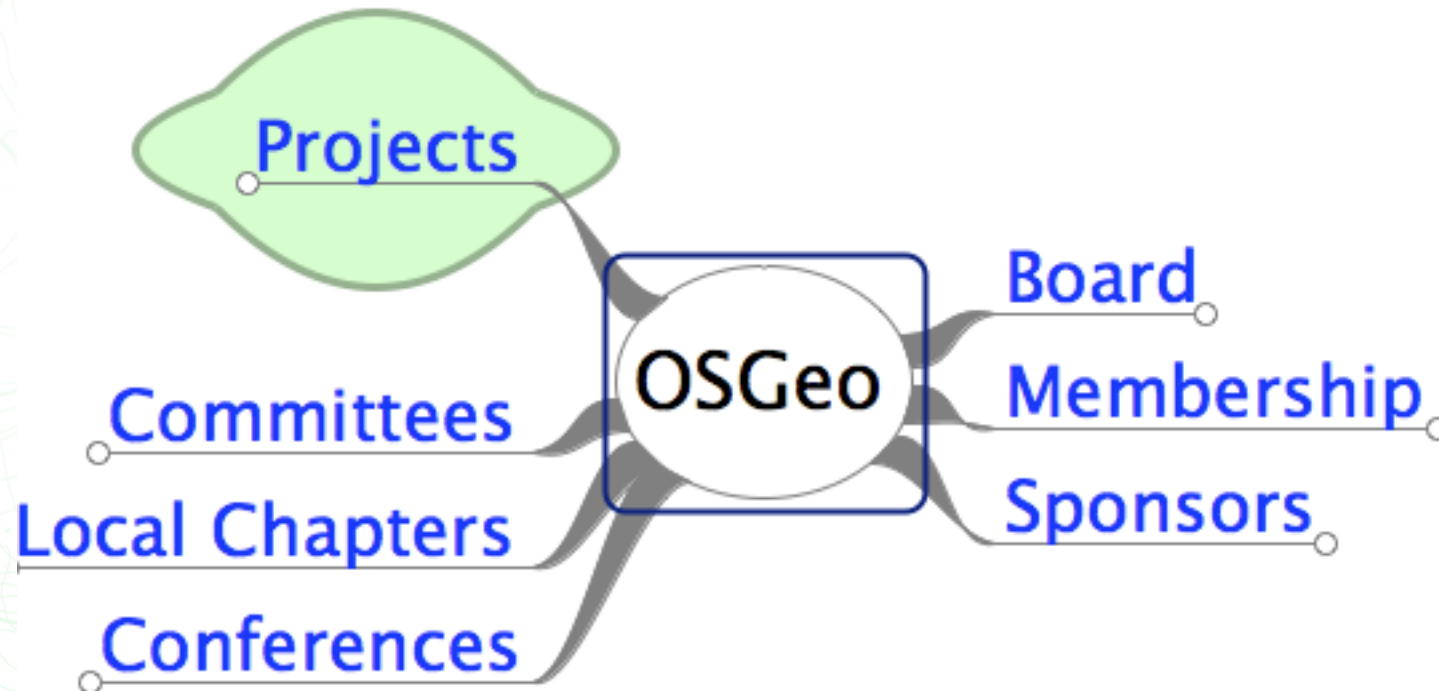 Projects
OSGeo
Board
Committees
Membership
Local Chapters
Sponsors
Conferences